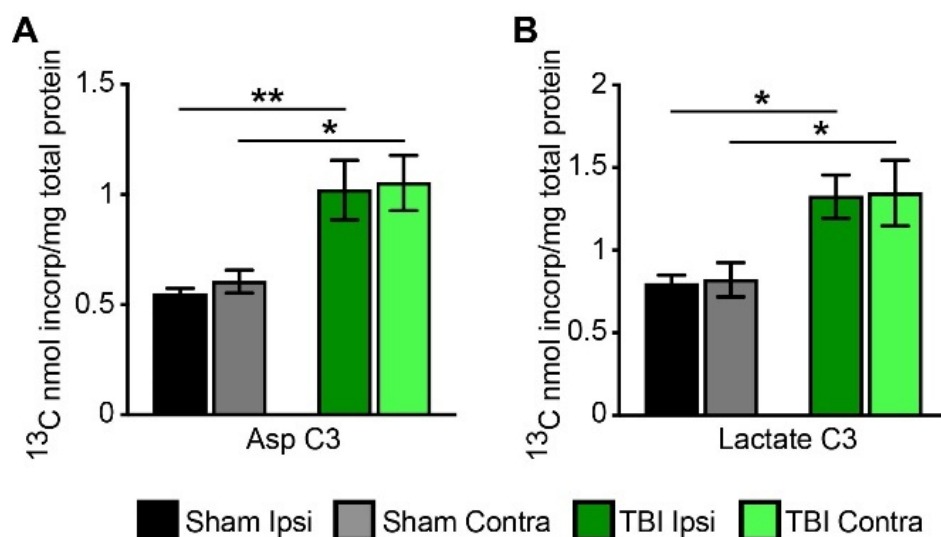 A
¹³C nmol incorp/mg total protein
1.5
1
0.5
0
**
*
Asp C3
B
¹³C nmol incorp/mg total protein
2
1.5
1
0.5
0
*
*
Lactate C3
Sham Ipsi
Sham Contra
TBI Ipsi
TBI Contra